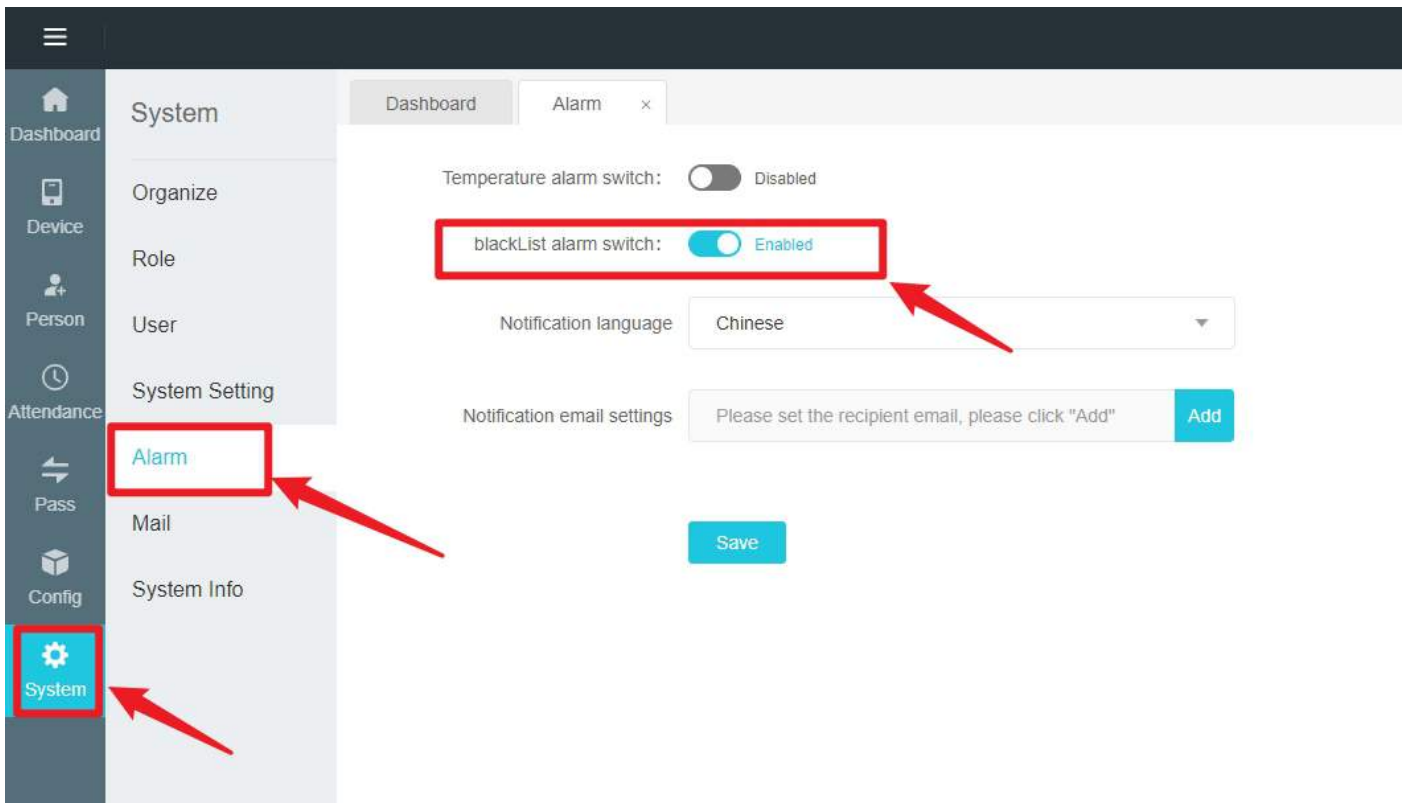 Dashboard
Device
Person
Attendance
Pass
Config
System
System
Organize
Role
User
System Setting
Alarm
Mail
System Info
Dashboard
Alarm ×
Temperature alarm switch: Disabled
blackList alarm switch: Enabled
Notification language Chinese
Notification email settings Please set the recipient email, please click "Add" Add
Save